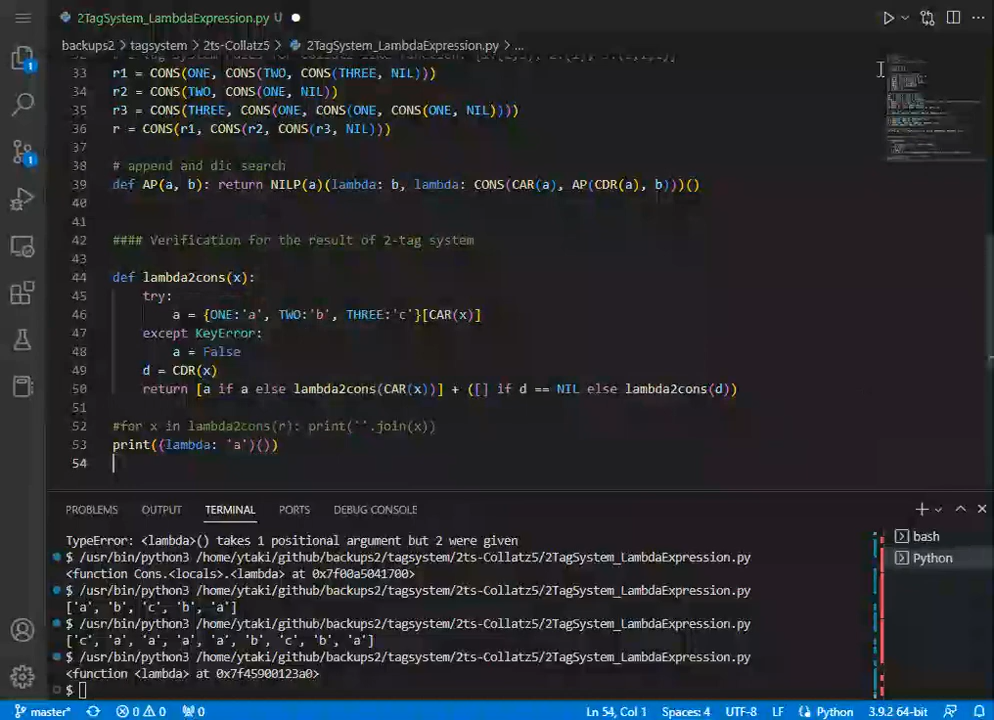 2TagSystem_LambdaExpression.py U
backups2 > tagsystem > 2ts-Collatz5 > 2TagSystem_LambdaExpression.py > ...
33 r1 = CONS(ONE, CONS(TWO, CONS(THREE, NIL)))
34 r2 = CONS(TWO, CONS(ONE, NIL))
35 r3 = CONS(THREE, CONS(ONE, CONS(ONE, CONS(ONE, NIL))))
36 r = CONS(r1, CONS(r2, CONS(r3, NIL)))
37
38 # append and dic search
39 def AP(a, b): return NILP(a)(lambda: b, lambda: CONS(CAR(a), AP(CDR(a), b)))()
40
41
42 #### Verification for the result of 2-tag system
43
44 def lambda2cons(x):
45 try:
46 a = {ONE:'a', TWO:'b', THREE:'c'}[CAR(x)]
47 except KeyError:
48 a = False
49 d = CDR(x)
50 return [a if a else lambda2cons(CAR(x))] + ([] if d == NIL else lambda2cons(d))
51
52 #for x in lambda2cons(r): print(''.join(x))
53 print((lambda: 'a')())
54
PROBLEMS OUTPUT TERMINAL PORTS DEBUG CONSOLE
TypeError: <lambda>() takes 1 positional argument but 2 were given
$ /usr/bin/python3 /home/ytaki/github/backups2/tagsystem/2ts-Collatz5/2TagSystem_LambdaExpression.py
<function Cons.<locals>.<lambda> at 0x7f00a5041700>
$ /usr/bin/python3 /home/ytaki/github/backups2/tagsystem/2ts-Collatz5/2TagSystem_LambdaExpression.py
['a', 'b', 'c', 'b', 'a']
$ /usr/bin/python3 /home/ytaki/github/backups2/tagsystem/2ts-Collatz5/2TagSystem_LambdaExpression.py
['c', 'a', 'a', 'a', 'a', 'b', 'c', 'b', 'a']
$ /usr/bin/python3 /home/ytaki/github/backups2/tagsystem/2ts-Collatz5/2TagSystem_LambdaExpression.py
<function <lambda> at 0x7f45900123a0>
$
bash
Python
1
1
master* 0 0 0 Ln 54, Col 1 Spaces: 4 UTF-8 LF Python 3.9.2 64-bit